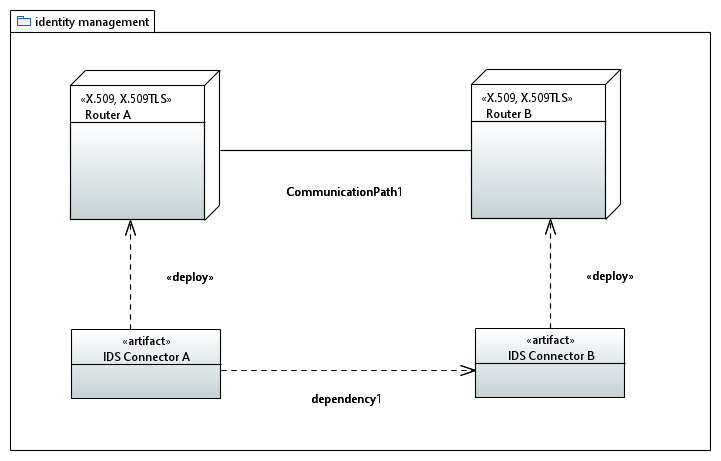 identity management
«X.509, X.509TLS»
Router A
«X.509, X.509TLS»
Router B
CommunicationPath1
«deploy»
«deploy»
«artifact»
IDS Connector A
«artifact»
IDS Connector B
dependency1